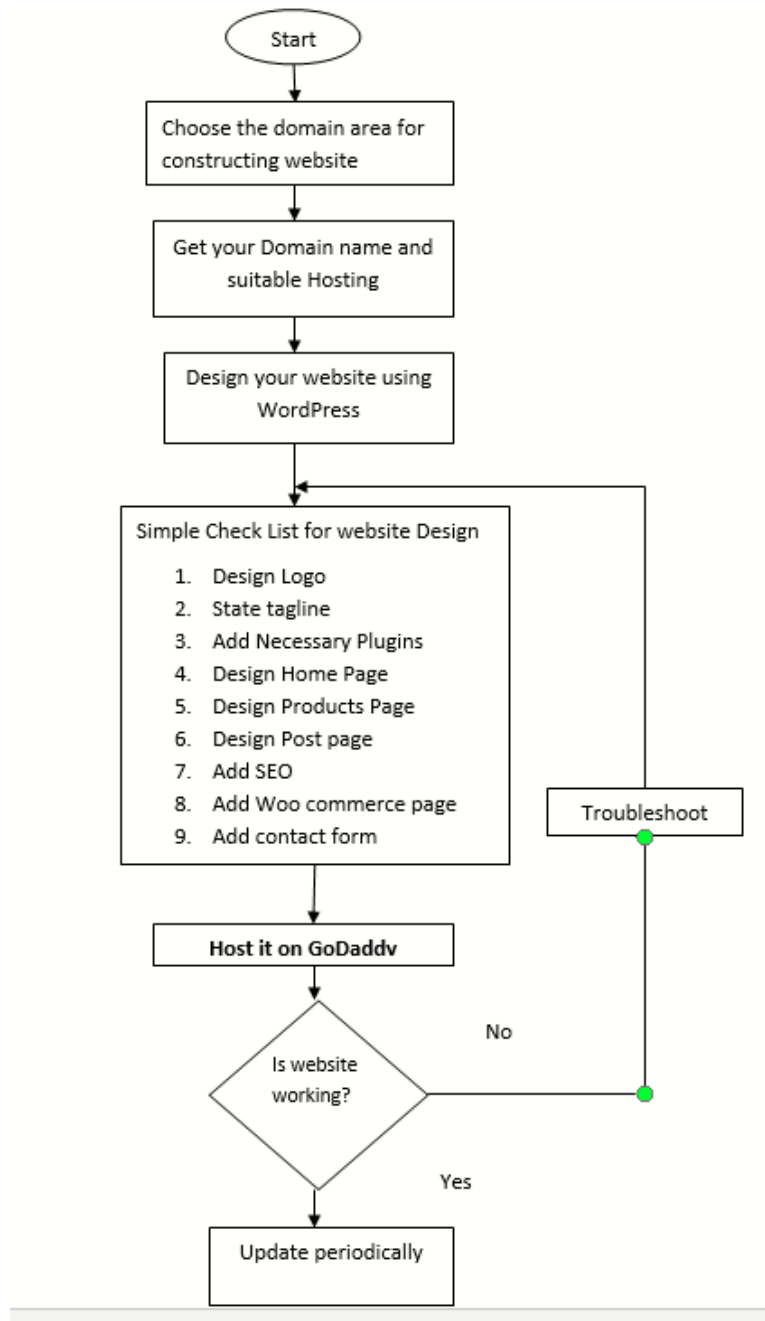 Start
Choose the domain area for
constructing website
Get your Domain name and
suitable Hosting
Design your website using
WordPress
Simple Check List for website Design
1. Design Logo
2. State tagline
3. Add Necessary Plugins
4. Design Home Page
5. Design Products Page
6. Design Post page
7. Add SEO
8. Add Woo commerce page
9. Add contact form
Troubleshoot
Host it on GoDaddv
No
Is website
working?
Yes
Update periodically